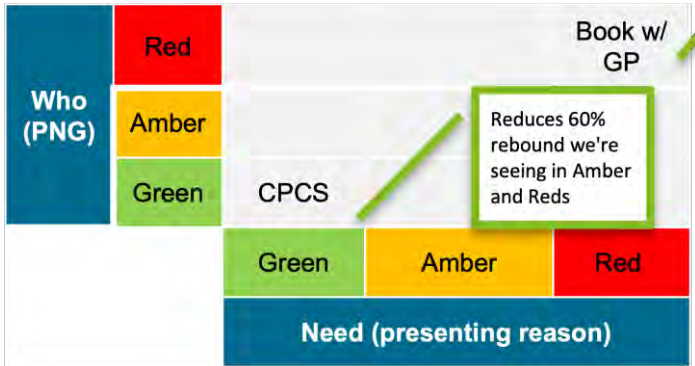 Book w/
GP
Red
Who
(PNG)
Amber
Reduces 60%
rebound we're
seeing in Amber
and Reds
Green
CPCS
Green
Amber
Red
Need (presenting reason)